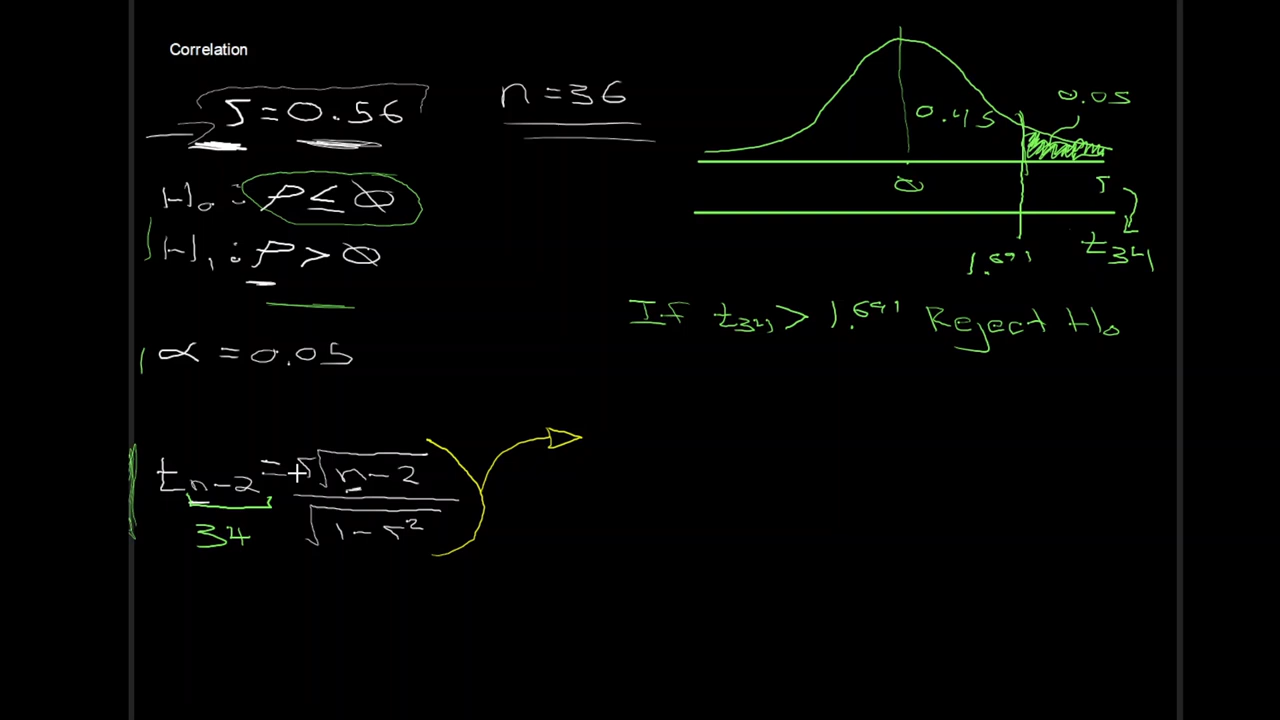 Correlation
r = 0.56
n = 36
H₀ : ρ ≤ 0
H₁ : ρ > 0
α = 0.05
tₙ₋₂ = +r√(n-2) / √(1-r²)
34
0.45
0.05
0
r
1.691
t₃₄
If t₃₄ > 1.691 Reject H₀